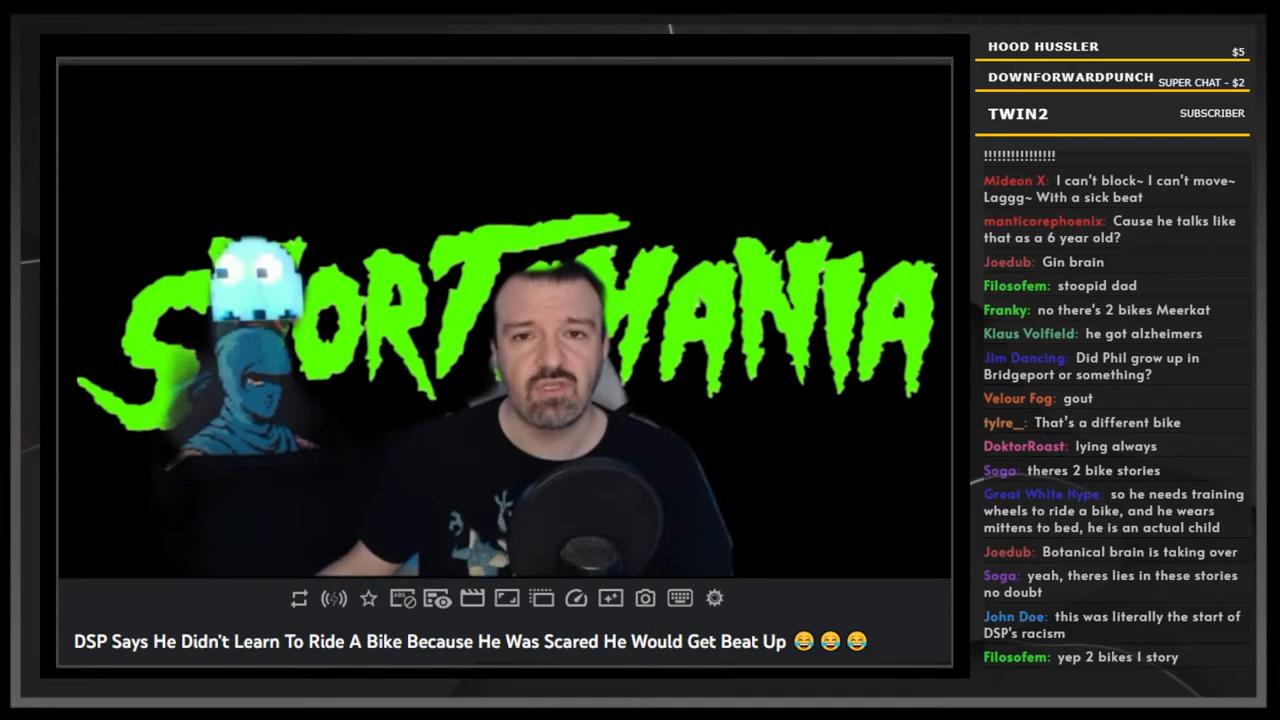 SORT MANIA
DSP Says He Didn't Learn To Ride A Bike Because He Was Scared He Would Get Beat Up 😂 😂 😂
HOOD HUSSLER $5
DOWNFORWARDPUNCH SUPER CHAT - $2
TWIN2 SUBSCRIBER
!!!!!!!!!!!!!!!!
Mideon X: I can't block~ I can't move~
Laggg~ With a sick beat
manticorephoenix: Cause he talks like
that as a 6 year old?
Joedub: Gin brain
Filosofem: stoopid dad
Franky: no there's 2 bikes Meerkat
Klaus Volfield: he got alzheimers
Jim Dancing: Did Phil grow up in
Bridgeport or something?
Velour Fog: gout
tylre_: That's a different bike
DoktorRoast: lying always
Soga: theres 2 bike stories
Great White Hype: so he needs training
wheels to ride a bike, and he wears
mittens to bed, he is an actual child
Joedub: Botanical brain is taking over
Soga: yeah, theres lies in these stories
no doubt
John Doe: this was literally the start of
DSP's racism
Filosofem: yep 2 bikes 1 story